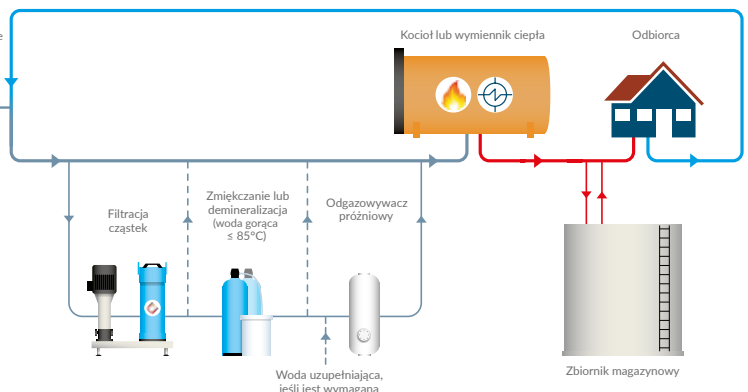 Kocioł lub wymiennik ciepła
Odbiorca
Filtracja
cząstek
Zmiękczanie lub
demineralizacja
(woda gorąca
≤ 85°C)
Odgazowywacz
próżniowy
Woda uzupełniająca,
jeśli jest wymagana
Zbiornik magazynowy